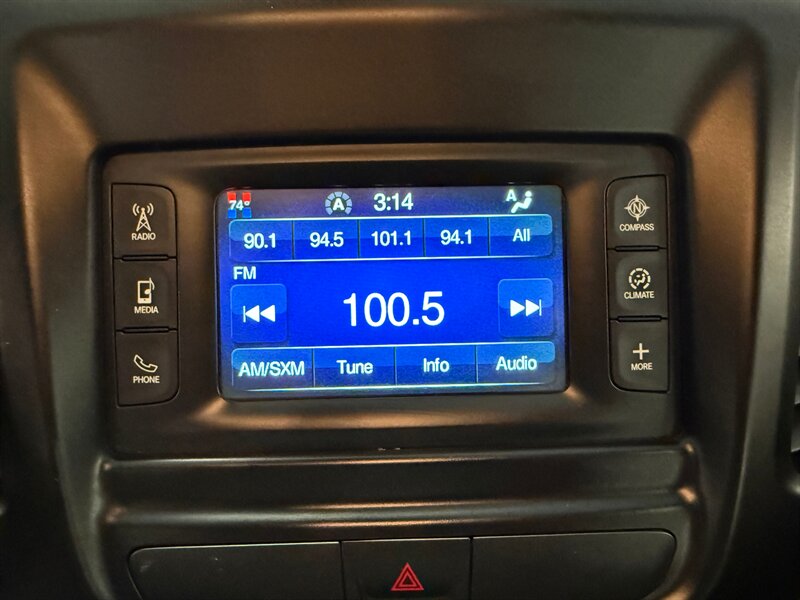 74° A 3:14 A
90.1 94.5 101.1 94.1 All
FM
100.5
AM/SXM Tune Info Audio
RADIO
MEDIA
PHONE
N
COMPASS
CLIMATE
MORE